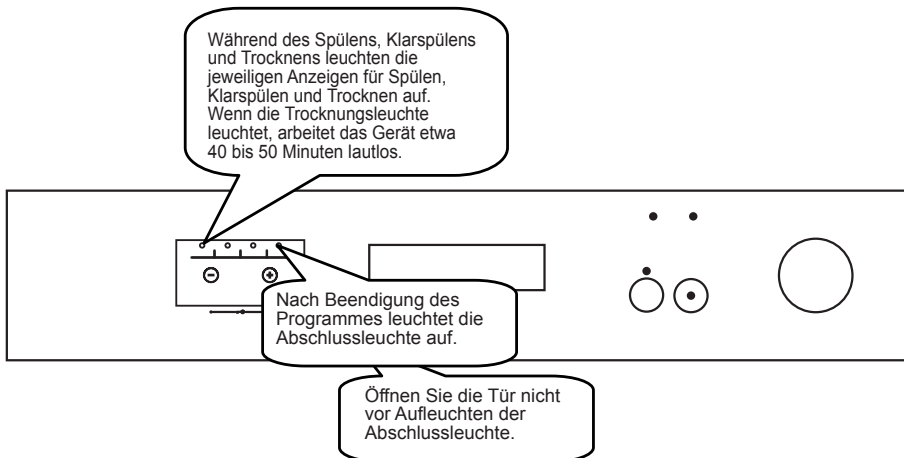 Während des Spülens, Klarspülens
und Trocknens leuchten die
jeweiligen Anzeigen für Spülen,
Klarspülen und Trocknen auf.
Wenn die Trocknungsleuchte
leuchtet, arbeitet das Gerät etwa
40 bis 50 Minuten lautlos.
Nach Beendigung des
Programmes leuchtet die
Abschlussleuchte auf.
Öffnen Sie die Tür nicht
vor Aufleuchten der
Abschlussleuchte.